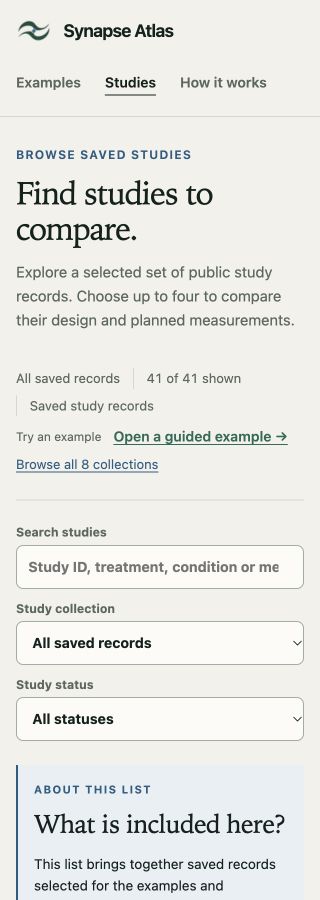 Synapse Atlas
Examples Studies How it works
BROWSE SAVED STUDIES
Find studies to
compare.
Explore a selected set of public study
records. Choose up to four to compare
their design and planned measurements.
All saved records 41 of 41 shown
Saved study records
Try an example Open a guided example →
Browse all 8 collections
Search studies
Study ID, treatment, condition or me
Study collection
All saved records
Study status
All statuses
ABOUT THIS LIST
What is included here?
This list brings together saved records
selected for the examples and